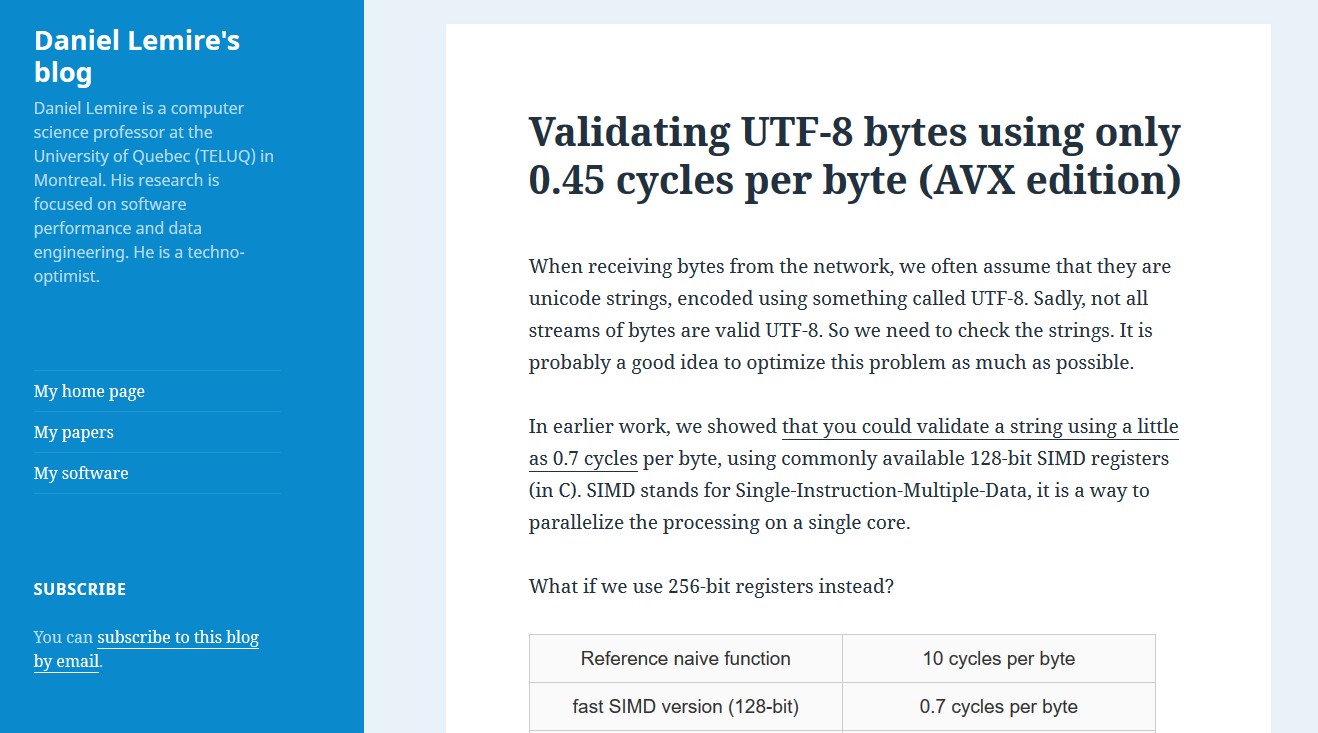 Daniel Lemire's
blog
Daniel Lemire is a computer
science professor at the
University of Quebec (TELUQ) in
Montreal. His research is
focused on software
performance and data
engineering. He is a techno-
optimist.
My home page
My papers
My software
SUBSCRIBE
You can subscribe to this blog
by email.
Validating UTF-8 bytes using only
0.45 cycles per byte (AVX edition)
When receiving bytes from the network, we often assume that they are
unicode strings, encoded using something called UTF-8. Sadly, not all
streams of bytes are valid UTF-8. So we need to check the strings. It is
probably a good idea to optimize this problem as much as possible.
In earlier work, we showed that you could validate a string using a little
as 0.7 cycles per byte, using commonly available 128-bit SIMD registers
(in C). SIMD stands for Single-Instruction-Multiple-Data, it is a way to
parallelize the processing on a single core.
What if we use 256-bit registers instead?
Reference naive function 10 cycles per byte
fast SIMD version (128-bit) 0.7 cycles per byte